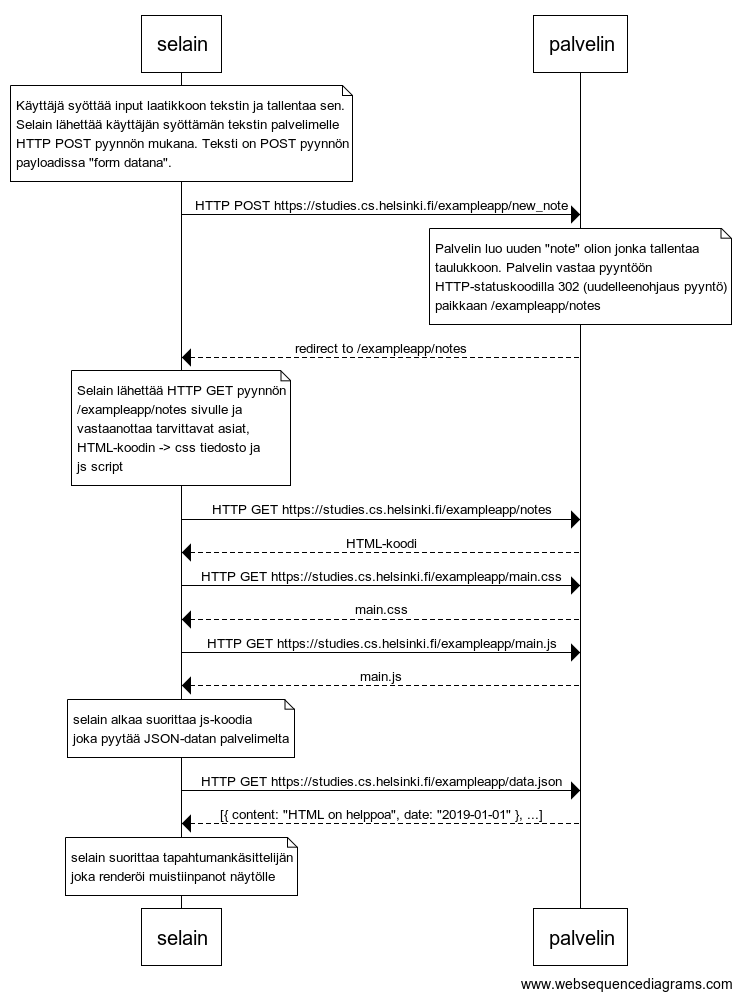 selain
palvelin
Käyttäjä syöttää input laatikkoon tekstin ja tallentaa sen.
Selain lähettää käyttäjän syöttämän tekstin palvelimelle
HTTP POST pyynnön mukana. Teksti on POST pyynnön
payloadissa "form datana".
HTTP POST https://studies.cs.helsinki.fi/exampleapp/new_note
Palvelin luo uuden "note" olion jonka tallentaa
taulukkoon. Palvelin vastaa pyyntöön
HTTP-statuskoodilla 302 (uudelleenohjaus pyyntö)
paikkaan /exampleapp/notes
redirect to /exampleapp/notes
Selain lähettää HTTP GET pyynnön
/exampleapp/notes sivulle ja
vastaanottaa tarvittavat asiat,
HTML-koodin -> css tiedosto ja
js script
HTTP GET https://studies.cs.helsinki.fi/exampleapp/notes
HTML-koodi
HTTP GET https://studies.cs.helsinki.fi/exampleapp/main.css
main.css
HTTP GET https://studies.cs.helsinki.fi/exampleapp/main.js
main.js
selain alkaa suorittaa js-koodia
joka pyytää JSON-datan palvelimelta
HTTP GET https://studies.cs.helsinki.fi/exampleapp/data.json
[{ content: "HTML on helppoa", date: "2019-01-01" }, ...]
selain suorittaa tapahtumankäsittelijän
joka renderöi muistiinpanot näytölle
selain
palvelin
www.websequencediagrams.com